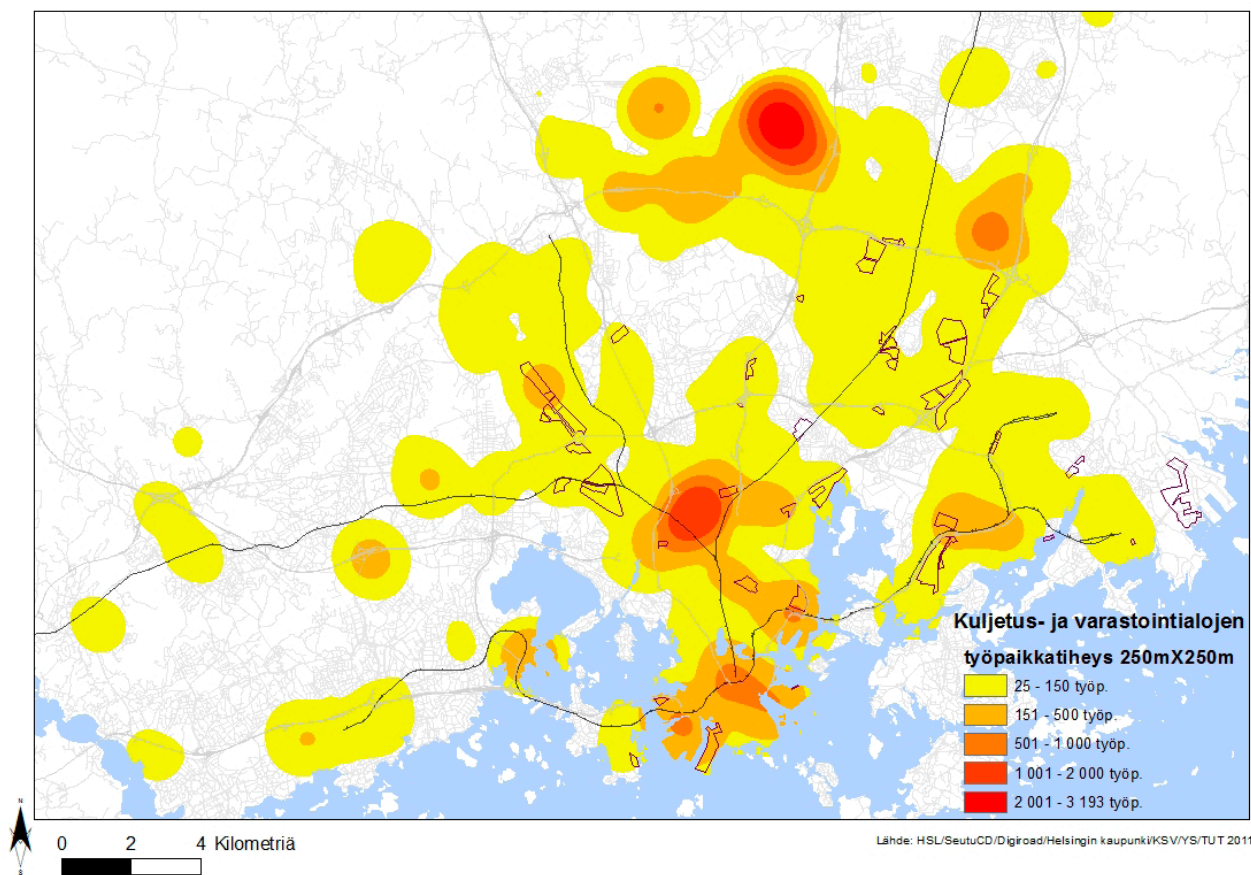 Kuljetus- ja varastointialojen
työpaikkatiheys 250mX250m
25 - 150 työp.
151 - 500 työp.
501 - 1 000 työp.
1 001 - 2 000 työp.
2 001 - 3 193 työp.
N
S
0 2 4 Kilometriä
Lähde: HSL/SeutuCD/Digiroad/Helsingin kaupunki/KSV/YS/TUT 2011